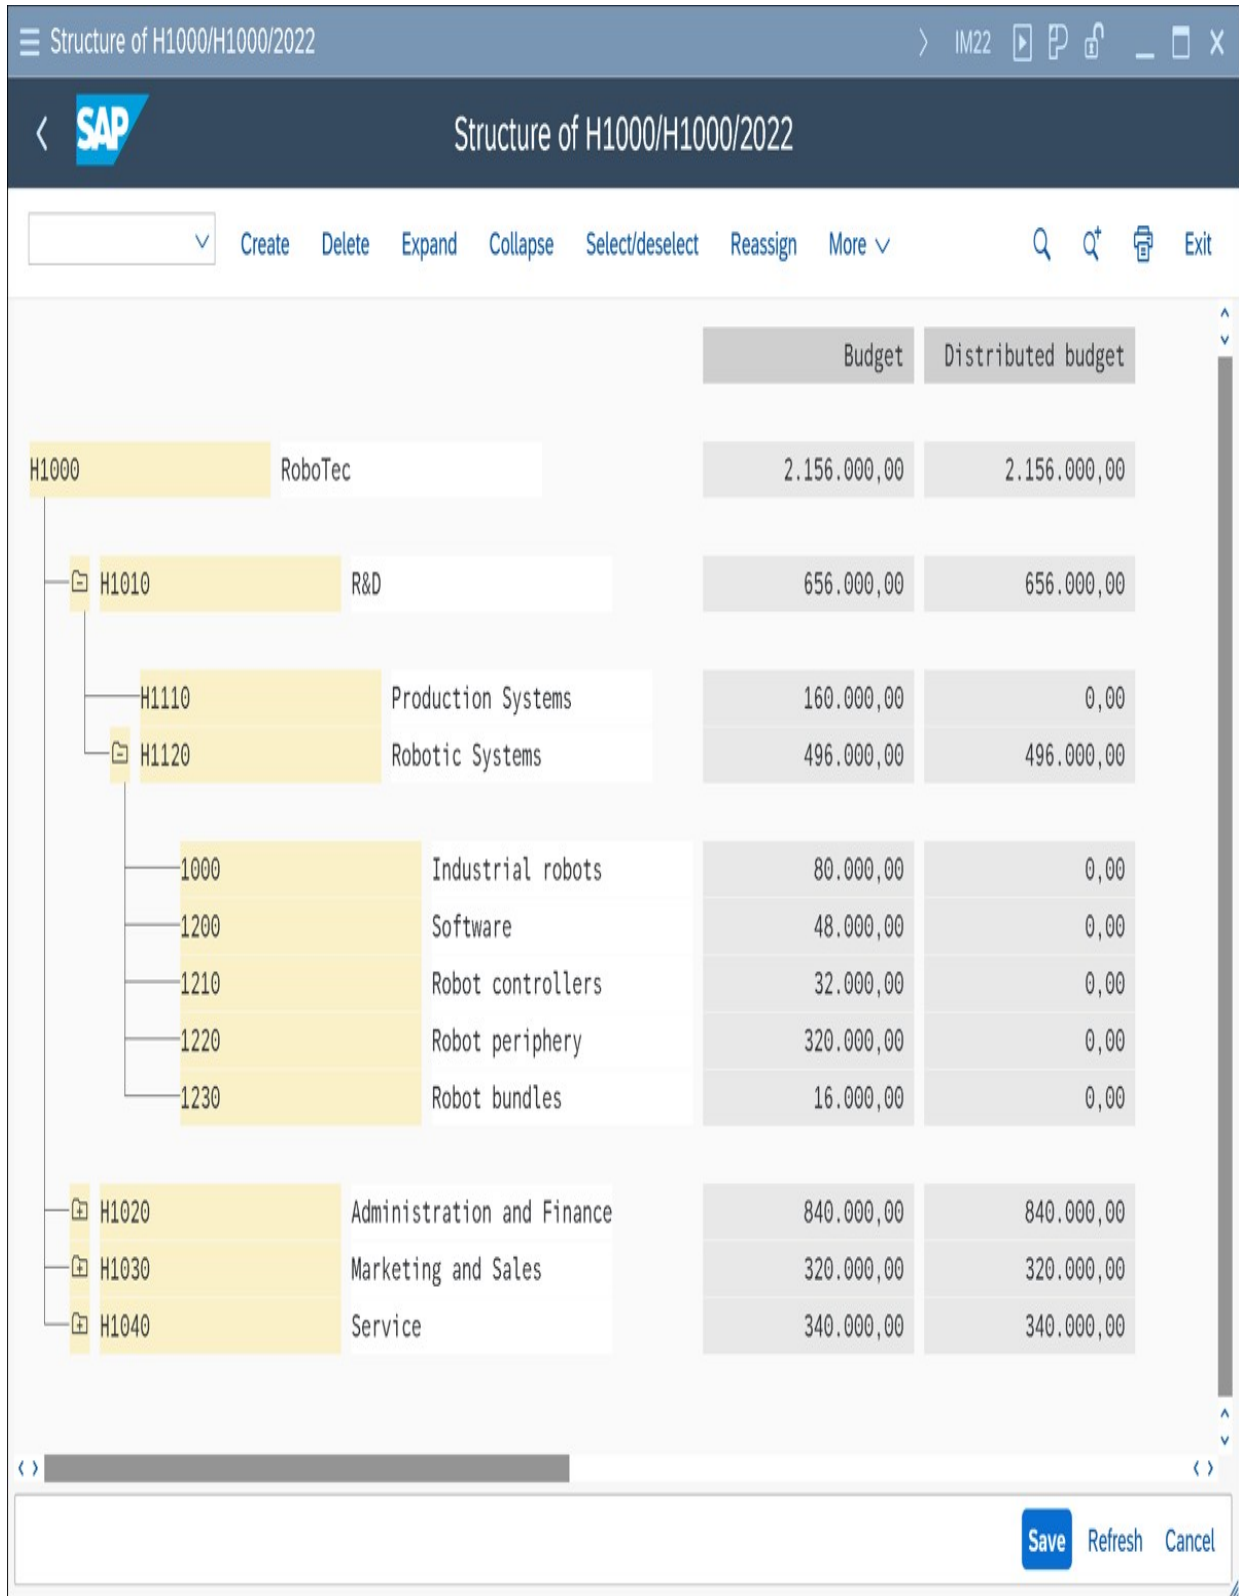 Structure of H1000/H1000/2022 IM22
SAP Structure of H1000/H1000/2022
Create Delete Expand Collapse Select/deselect Reassign More Exit
Budget Distributed budget
H1000 RoboTec 2.156.000,00 2.156.000,00
H1010 R&D 656.000,00 656.000,00
H1110 Production Systems 160.000,00 0,00
H1120 Robotic Systems 496.000,00 496.000,00
1000 Industrial robots 80.000,00 0,00
1200 Software 48.000,00 0,00
1210 Robot controllers 32.000,00 0,00
1220 Robot periphery 320.000,00 0,00
1230 Robot bundles 16.000,00 0,00
H1020 Administration and Finance 840.000,00 840.000,00
H1030 Marketing and Sales 320.000,00 320.000,00
H1040 Service 340.000,00 340.000,00
Save Refresh Cancel